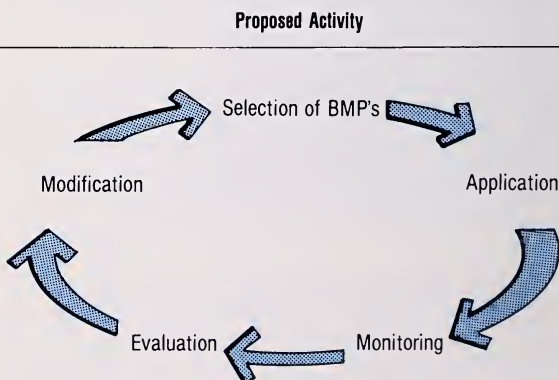 Proposed Activity
Selection of BMP's
Application
Monitoring
Evaluation
Modification